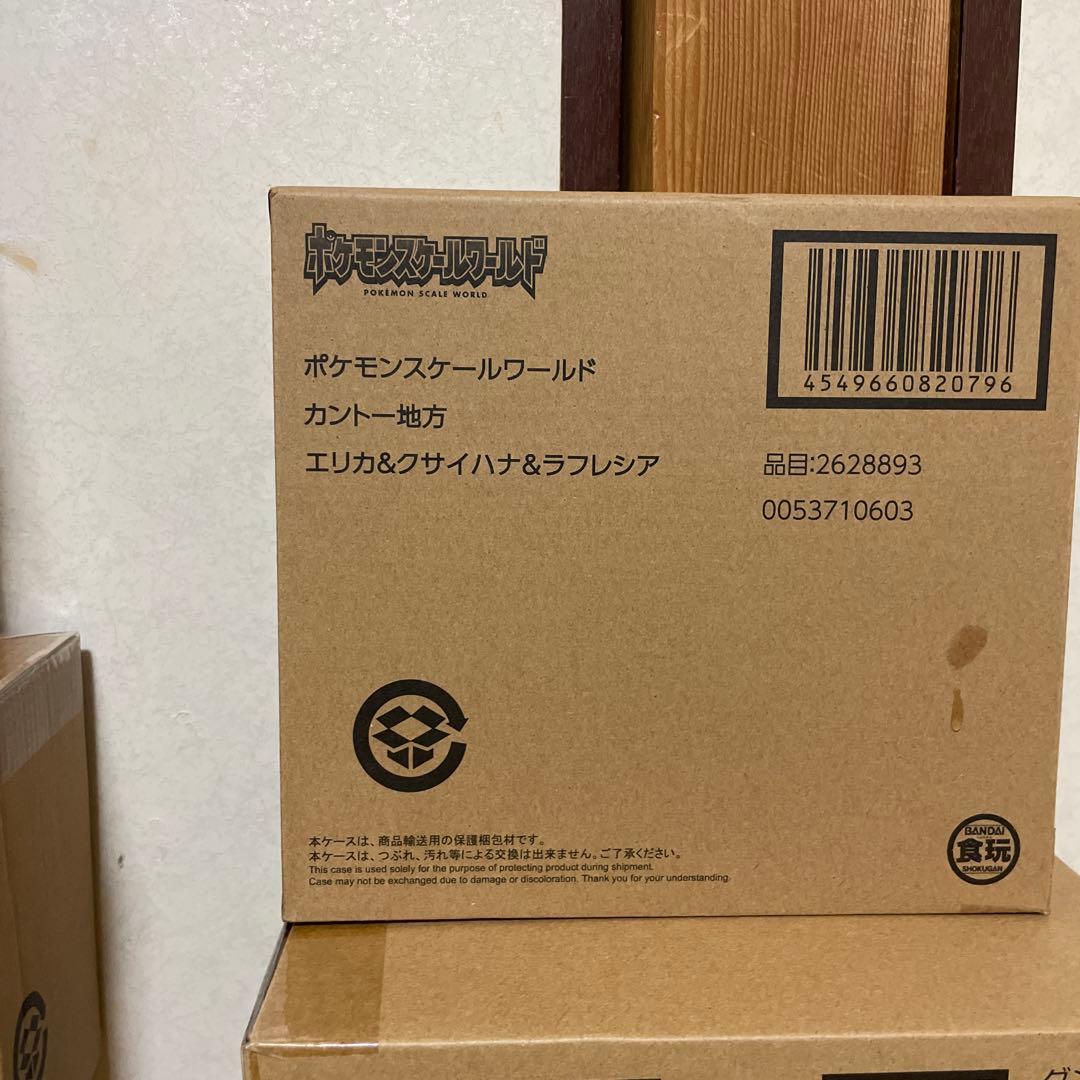 ポケモンスケールワールド
POKÉMON SCALE WORLD
ポケモンスケールワールド
カントー地方
エリカ&クサイハナ&ラフレシア
4549660820796
品目:2628893
0053710603
本ケースは、商品輸送用の保護梱包材です。
本ケースは、つぶれ、汚れ等による交換は出来ません。ご了承ください。
This case is used solely for the purpose of protecting product during shipment.
Case may not be exchanged due to damage or discoloration. Thank you for your understanding.
BANDAI
食玩
SHOKUGAN